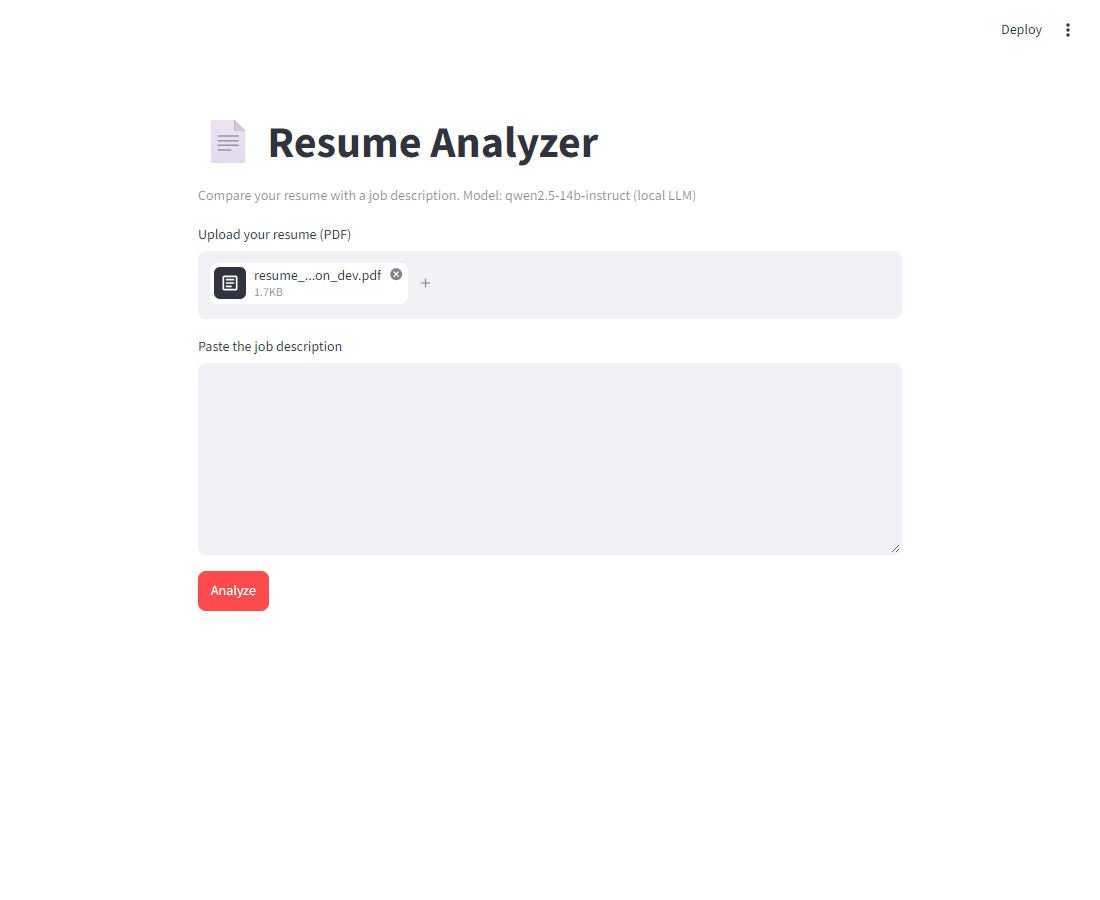 Deploy
Resume Analyzer
Compare your resume with a job description. Model: qwen2.5-14b-instruct (local LLM)
Upload your resume (PDF)
resume_...on_dev.pdf
1.7KB
Paste the job description
Analyze